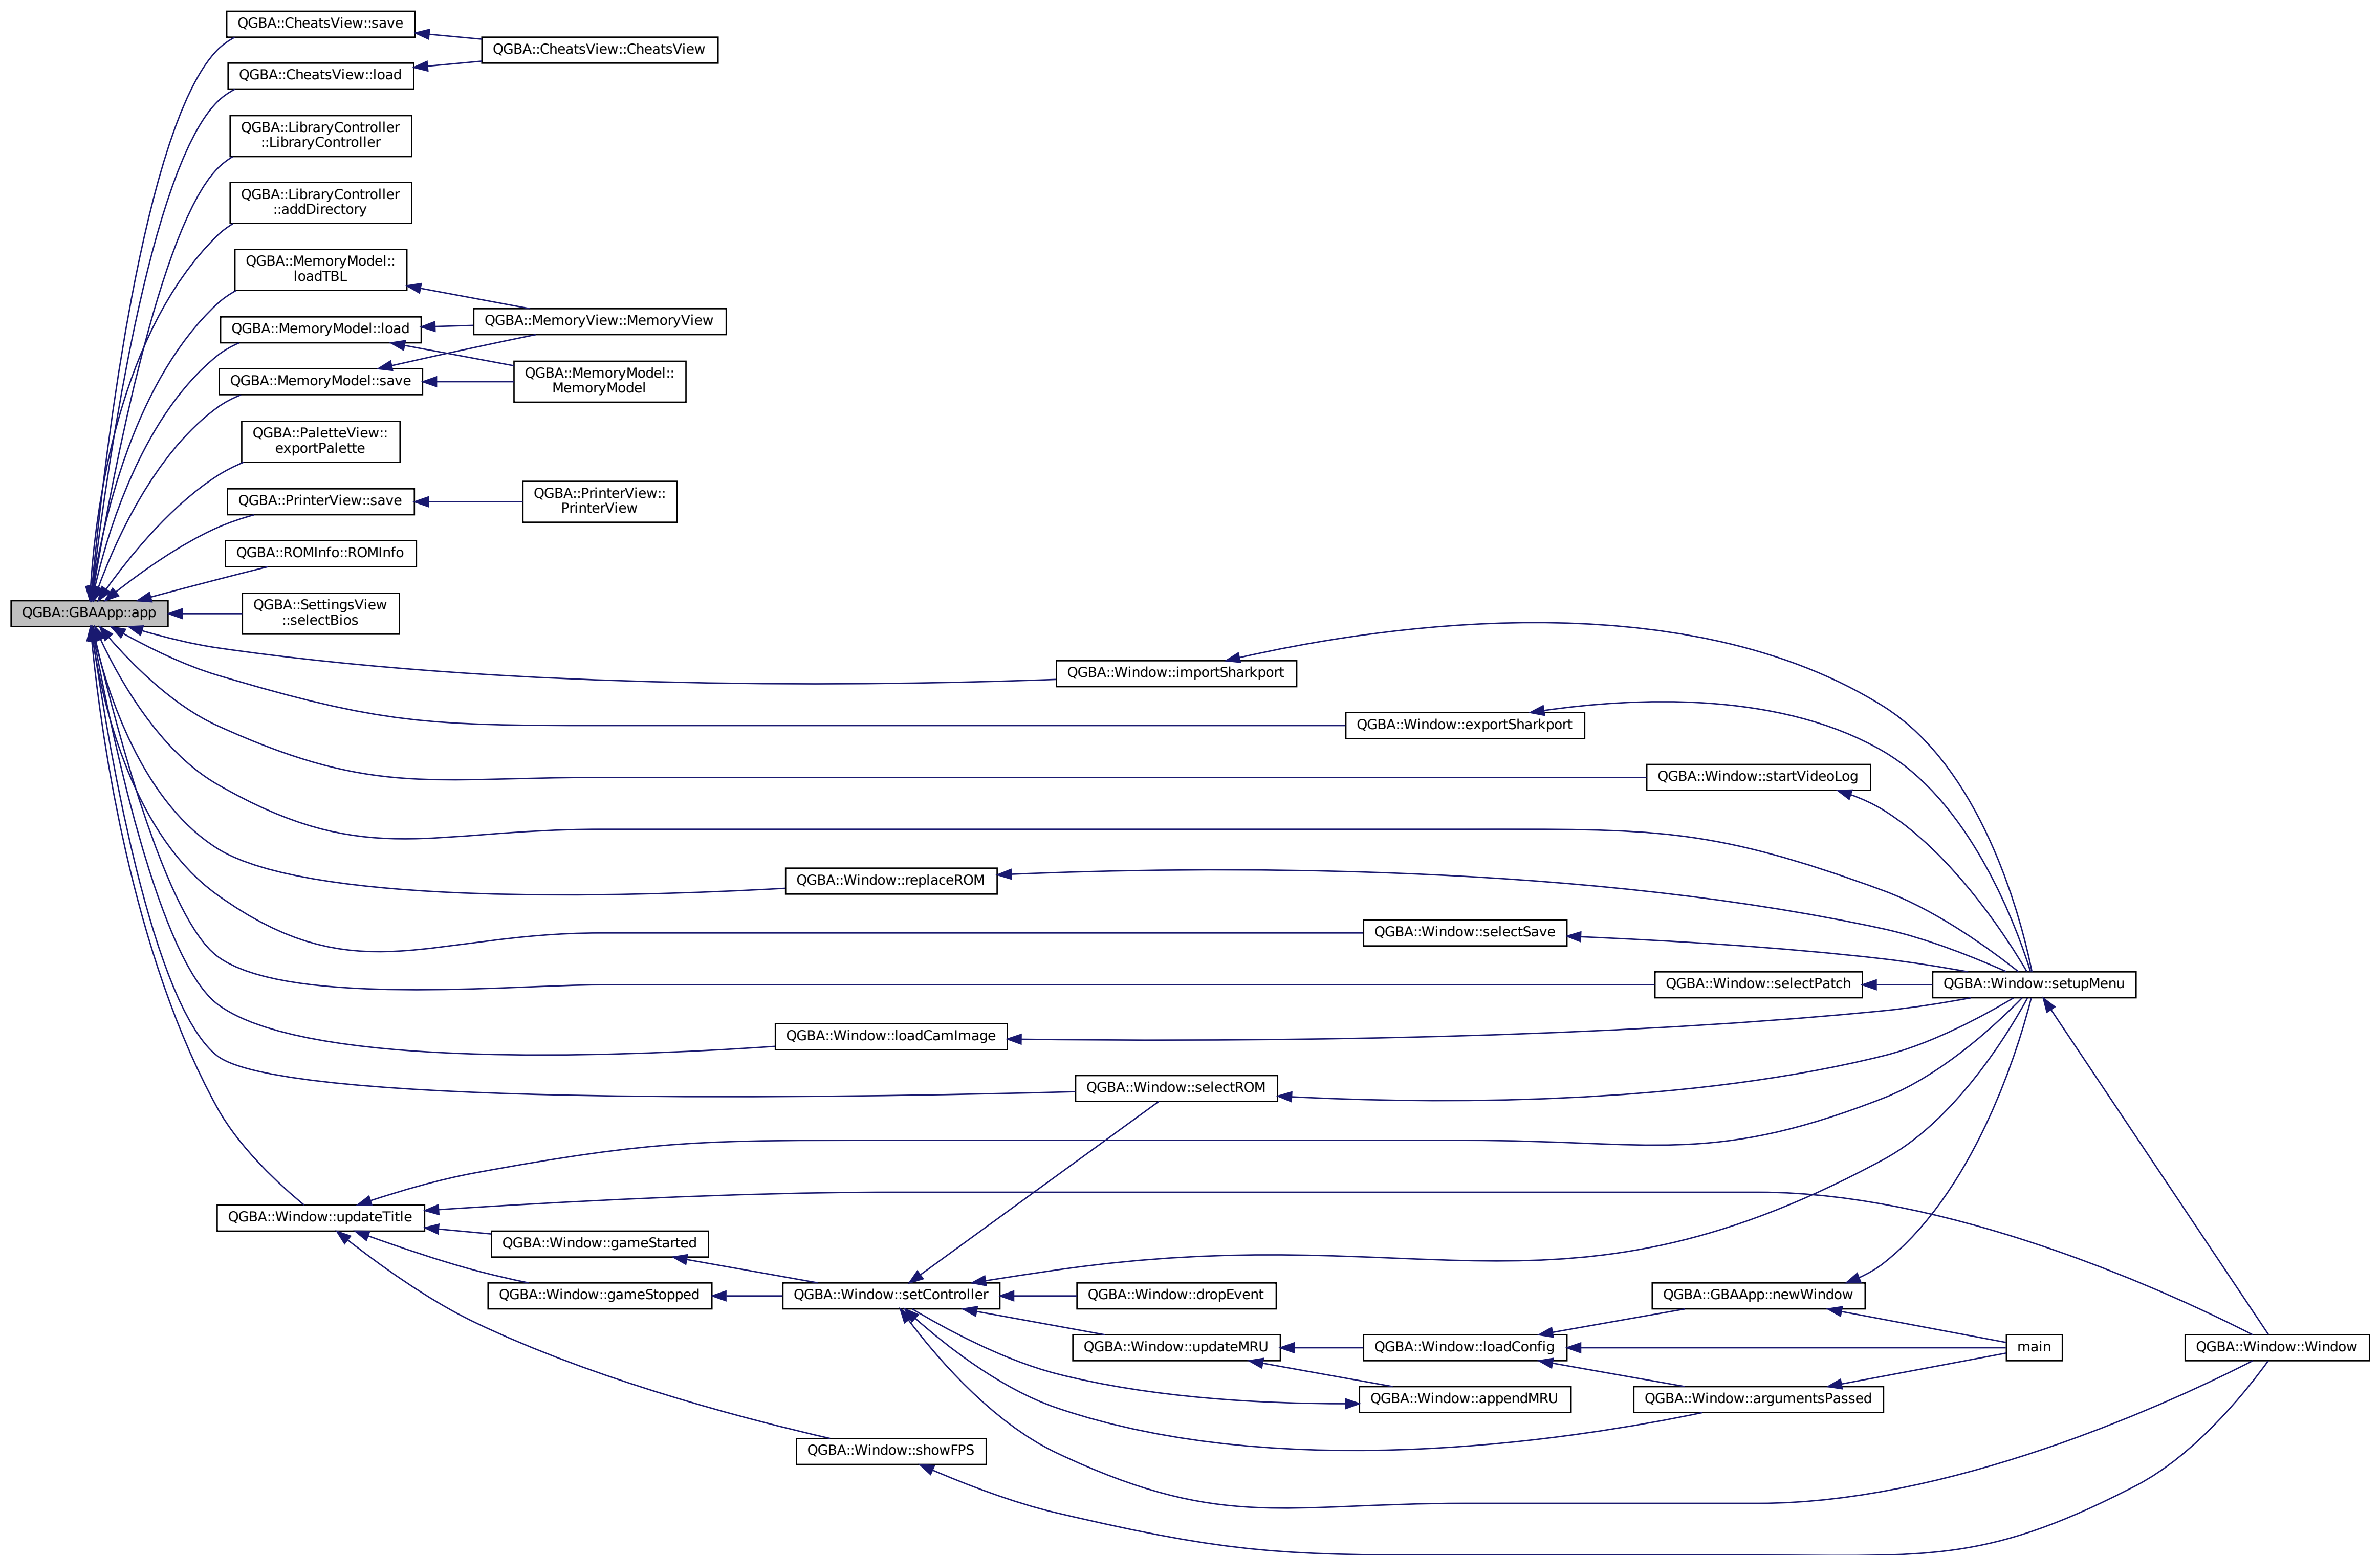 QGBA::CheatsView::save
QGBA::CheatsView::CheatsView
QGBA::CheatsView::load
QGBA::LibraryController
::LibraryController
QGBA::LibraryController
::addDirectory
QGBA::MemoryModel::
loadTBL
QGBA::MemoryView::MemoryView
QGBA::MemoryModel::load
QGBA::MemoryModel::save
QGBA::MemoryModel::
MemoryModel
QGBA::PaletteView::
exportPalette
QGBA::PrinterView::save
QGBA::PrinterView::
PrinterView
QGBA::ROMInfo::ROMInfo
QGBA::GBAApp::app
QGBA::SettingsView
::selectBios
QGBA::Window::importSharkport
QGBA::Window::exportSharkport
QGBA::Window::startVideoLog
QGBA::Window::replaceROM
QGBA::Window::selectSave
QGBA::Window::selectPatch
QGBA::Window::setupMenu
QGBA::Window::loadCamImage
QGBA::Window::selectROM
QGBA::Window::updateTitle
QGBA::Window::gameStarted
QGBA::Window::gameStopped
QGBA::Window::setController
QGBA::Window::dropEvent
QGBA::GBAApp::newWindow
QGBA::Window::updateMRU
QGBA::Window::loadConfig
main
QGBA::Window::Window
QGBA::Window::appendMRU
QGBA::Window::argumentsPassed
QGBA::Window::showFPS